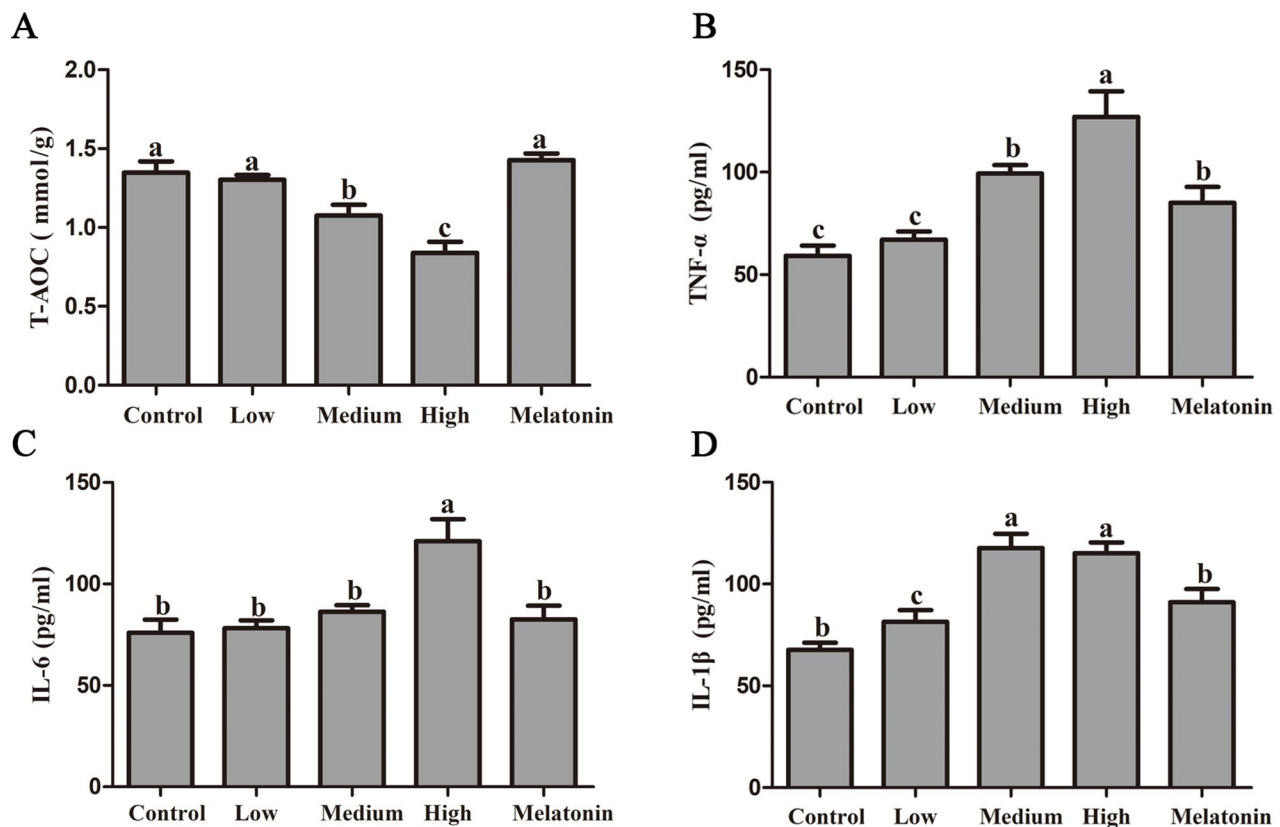 A
T-AOC ( mmol/g)
2.0
1.5
1.0
0.5
0.0
a
a
b
c
a
Control Low Medium High Melatonin
B
TNF-α (pg/ml)
150
100
50
0
c
c
b
a
b
Control Low Medium High Melatonin
C
IL-6 (pg/ml)
150
100
50
0
b
b
b
a
b
Control Low Medium High Melatonin
D
IL-1β (pg/ml)
150
100
50
0
b
c
a
a
b
Control Low Medium High Melatonin